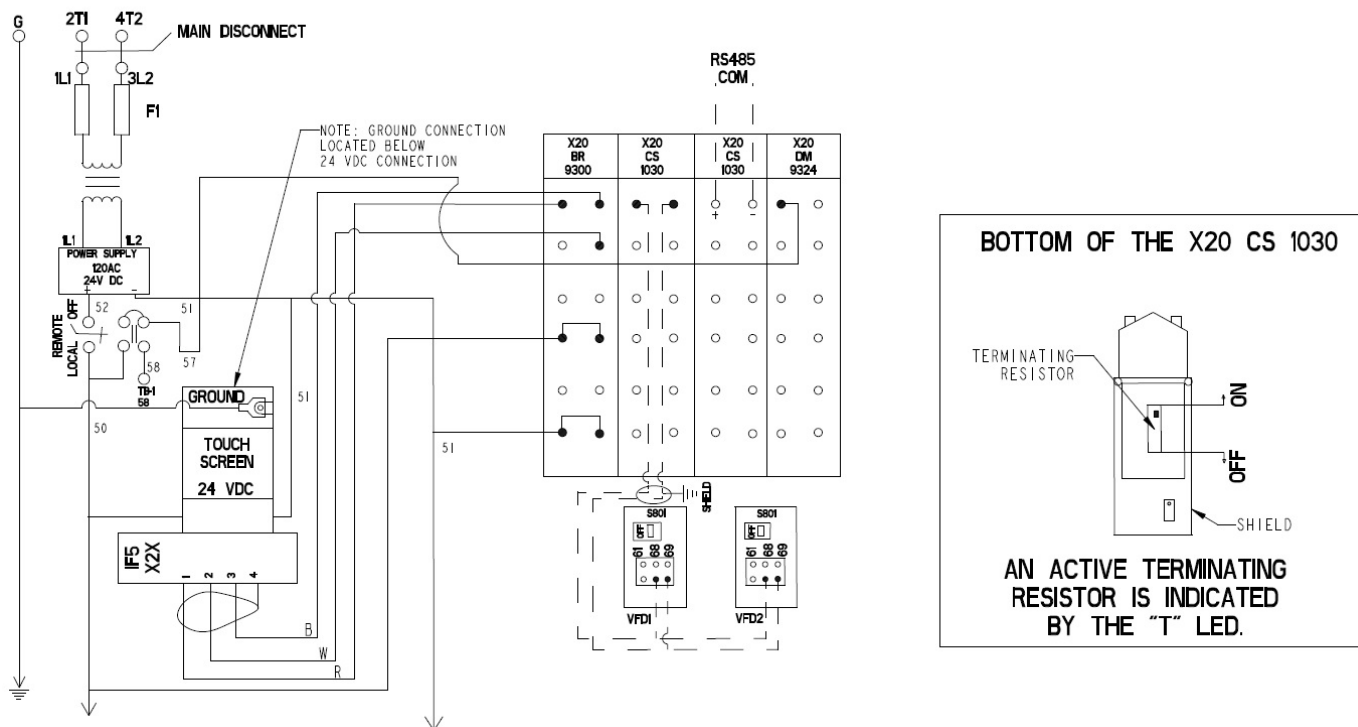 G
2T1 4T2
MAIN DISCONNECT
1L1 3L2
F1
NOTE: GROUND CONNECTION
LOCATED BELOW
24 VDC CONNECTION
RS485
COM
X20
BR
9300
X20
CS
1030
X20
CS
1030
X20
DM
9324
+ -
1L1 1L2
POWER SUPPLY
120AC
24V DC
+ -
52
51
REMOTE OFF
LOCAL
58
57
TB-1
58
50
GROUND
51
51
TOUCH
SCREEN
24 VDC
IF5
X2X
1 2 3 4
B
W
R
SHIELD
S801
OFF
61 68 69
VFD1
S801
OFF
61 68 69
VFD2
BOTTOM OF THE X20 CS 1030
TERMINATING
RESISTOR
ON
OFF
SHIELD
AN ACTIVE TERMINATING
RESISTOR IS INDICATED
BY THE "T" LED.